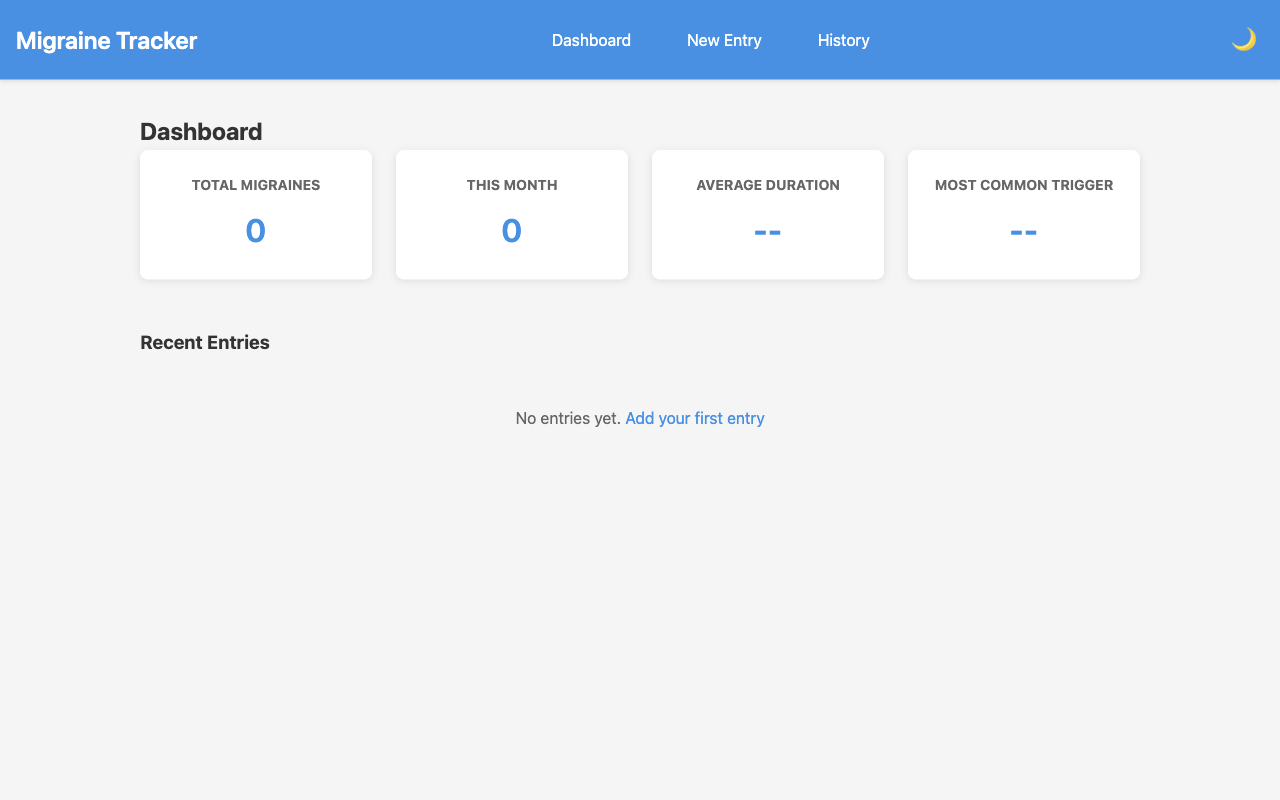 Migraine Tracker
Dashboard
New Entry
History
Dashboard
TOTAL MIGRAINES
0
THIS MONTH
0
AVERAGE DURATION
--
MOST COMMON TRIGGER
--
Recent Entries
No entries yet. Add your first entry